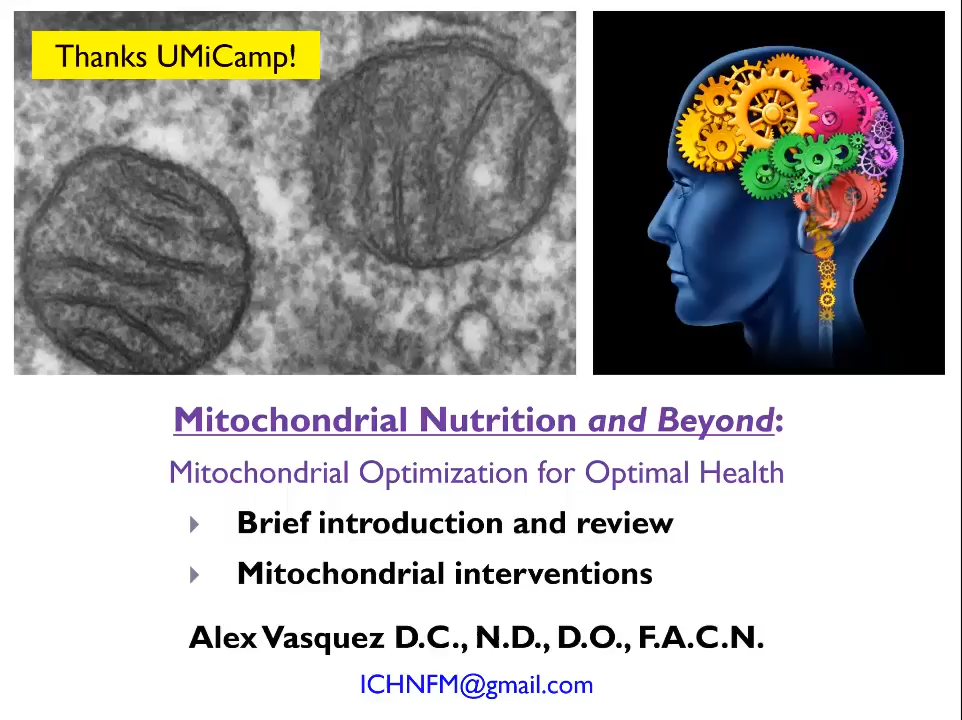 Thanks UMiCamp!
Mitochondrial Nutrition and Beyond:
Mitochondrial Optimization for Optimal Health
Brief introduction and review
Mitochondrial interventions
Alex Vasquez D.C., N.D., D.O., F.A.C.N.
ICHNFM@gmail.com